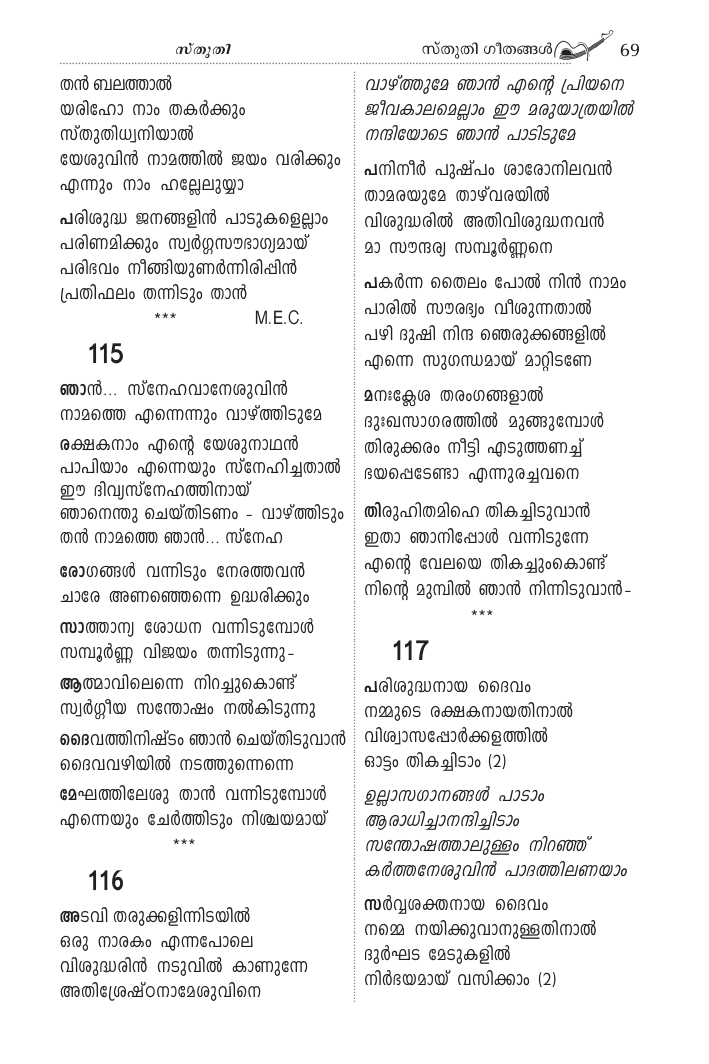 സ്തുതി
സ്തുതി ഗീതങ്ങൾ 69
തൻ ബലത്താൽ
യരിഹോ നാം തകർക്കും
സ്തുതിധ്വനിയാൽ
യേശുവിൻ നാമത്തിൽ ജയം വരിക്കും
എന്നും നാം ഹല്ലേലുയ്യാ
പരിശുദ്ധ ജനങ്ങളിൻ പാടുകളെല്ലാം
പരിണമിക്കും സ്വർഗ്ഗസൗഭാഗ്യമായ്
പരിഭവം നീങ്ങിയുണർന്നിരിപ്പിൻ
പ്രതിഫലം തന്നിടും താൻ
*** M.E.C.
115
ഞാൻ... സ്നേഹവാനേശുവിൻ
നാമത്തെ എന്നെന്നും വാഴ്ത്തിടുമേ
രക്ഷകനാം എന്റെ യേശുനാഥൻ
പാപിയാം എന്നെയും സ്നേഹിച്ചതാൽ
ഈ ദിവ്യസ്നേഹത്തിനായ്
ഞാനെന്തു ചെയ്തിടണം - വാഴ്ത്തിടും
തൻ നാമത്തെ ഞാൻ... സ്നേഹ
രോഗങ്ങൾ വന്നിടും നേരത്തവൻ
ചാരേ അണഞ്ഞെന്നെ ഉദ്ധരിക്കും
സാത്താന്യ ശോധന വന്നിടുമ്പോൾ
സമ്പൂർണ്ണ വിജയം തന്നിടുന്നു-
ആത്മാവിലെന്നെ നിറച്ചുകൊണ്ട്
സ്വർഗ്ഗീയ സന്തോഷം നൽകിടുന്നു
ദൈവത്തിനിഷ്ടം ഞാൻ ചെയ്തിടുവാൻ
ദൈവവഴിയിൽ നടത്തുന്നെന്നെ
മേഘത്തിലേശു താൻ വന്നിടുമ്പോൾ
എന്നെയും ചേർത്തിടും നിശ്ചയമായ്
***
116
അടവി തരുക്കളിന്നിടയിൽ
ഒരു നാരകം എന്നപോലെ
വിശുദ്ധരിൻ നടുവിൽ കാണുന്നേ
അതിശ്രേഷ്ഠനാമേശുവിനെ
വാഴ്ത്തുമേ ഞാൻ എന്റെ പ്രിയനെ
ജീവകാലമെല്ലാം ഈ മരുയാത്രയിൽ
നന്ദിയോടെ ഞാൻ പാടിടുമേ
പനിനീർ പുഷ്പം ശാരോനിലവൻ
താമരയുമേ താഴ്‌വരയിൽ
വിശുദ്ധരിൽ അതിവിശുദ്ധനവൻ
മാ സൗന്ദര്യ സമ്പൂർണ്ണനെ
പകർന്ന തൈലം പോൽ നിൻ നാമം
പാരിൽ സൗരഭ്യം വീശുന്നതാൽ
പഴി ദുഷി നിന്ദ ഞെരുക്കങ്ങളിൽ
എന്നെ സുഗന്ധമായ് മാറ്റിടണേ
മനഃക്ലേശ തരംഗങ്ങളാൽ
ദുഃഖസാഗരത്തിൽ മുങ്ങുമ്പോൾ
തിരുക്കരം നീട്ടി എടുത്തണച്ച്
ഭയപ്പെടേണ്ടാ എന്നുരച്ചവനെ
തിരുഹിതമിഹെ തികച്ചിടുവാൻ
ഇതാ ഞാനിപ്പോൾ വന്നിടുന്നേ
എന്റെ വേലയെ തികച്ചുംകൊണ്ട്
നിന്റെ മുമ്പിൽ ഞാൻ നിന്നിടുവാൻ-
***
117
പരിശുദ്ധനായ ദൈവം
നമ്മുടെ രക്ഷകനായതിനാൽ
വിശ്വാസപ്പോർക്കളത്തിൽ
ഓട്ടം തികച്ചിടാം (2)
ഉല്ലാസഗാനങ്ങൾ പാടാം
ആരാധിച്ചാനന്ദിച്ചിടാം
സന്തോഷത്താലുള്ളം നിറഞ്ഞ്
കർത്തനേശുവിൻ പാദത്തിലണയാം
സർവ്വശക്തനായ ദൈവം
നമ്മെ നയിക്കുവാനുള്ളതിനാൽ
ദുർഘട മേടുകളിൽ
നിർഭയമായ് വസിക്കാം (2)